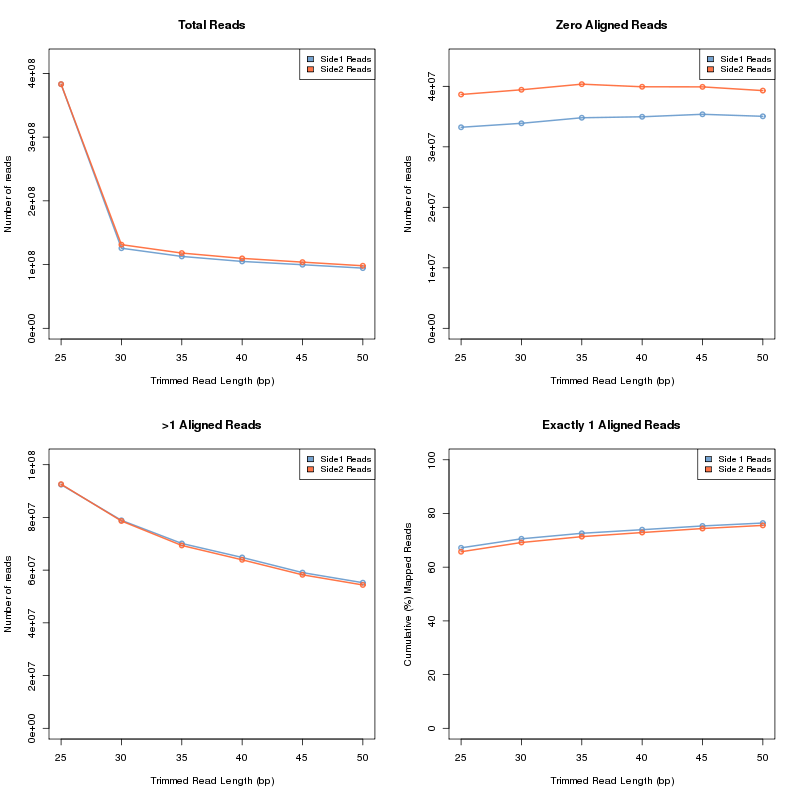 Total Reads
Side1 Reads
Side2 Reads
Number of reads
0e+00
1e+08
2e+08
3e+08
4e+08
25 30 35 40 45 50
Trimmed Read Length (bp)
Zero Aligned Reads
Side1 Reads
Side2 Reads
Number of reads
0e+00
1e+07
2e+07
3e+07
4e+07
25 30 35 40 45 50
Trimmed Read Length (bp)
>1 Aligned Reads
Side1 Reads
Side2 Reads
Number of reads
0e+00
2e+07
4e+07
6e+07
8e+07
1e+08
25 30 35 40 45 50
Trimmed Read Length (bp)
Exactly 1 Aligned Reads
Side 1 Reads
Side 2 Reads
Cumulative (%) Mapped Reads
0
20
40
60
80
100
25 30 35 40 45 50
Trimmed Read Length (bp)